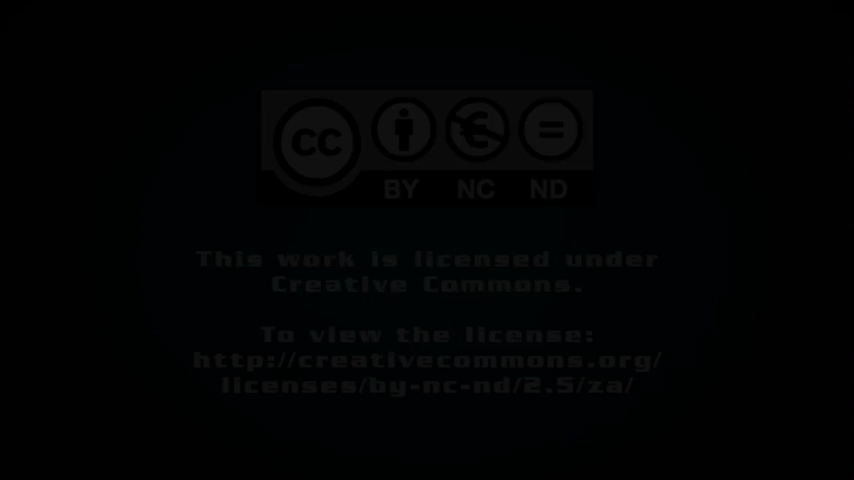 cc
BY NC ND
This work is licensed under
Creative Commons.
To view the license:
http://creativecommons.org/
licenses/by-nc-nd/2.5/za/